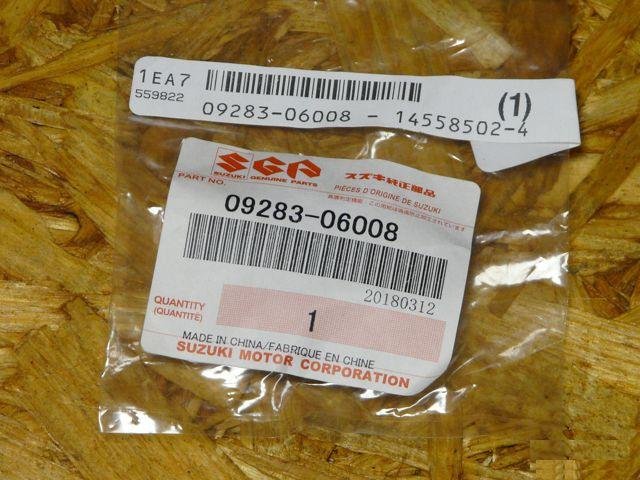 1EA7
559822
09283-06008 - 14558502-4
(1)
SGP
SUZUKI GENUINE PARTS
スズキ純正部品
PIÈCES D'ORIGINE DE SUZUKI
PART NO.
09283-06008
20180312
QUANTITY
(QUANTITÉ)
1
MADE IN CHINA/FABRIQUE EN CHINE
SUZUKI MOTOR CORPORATION